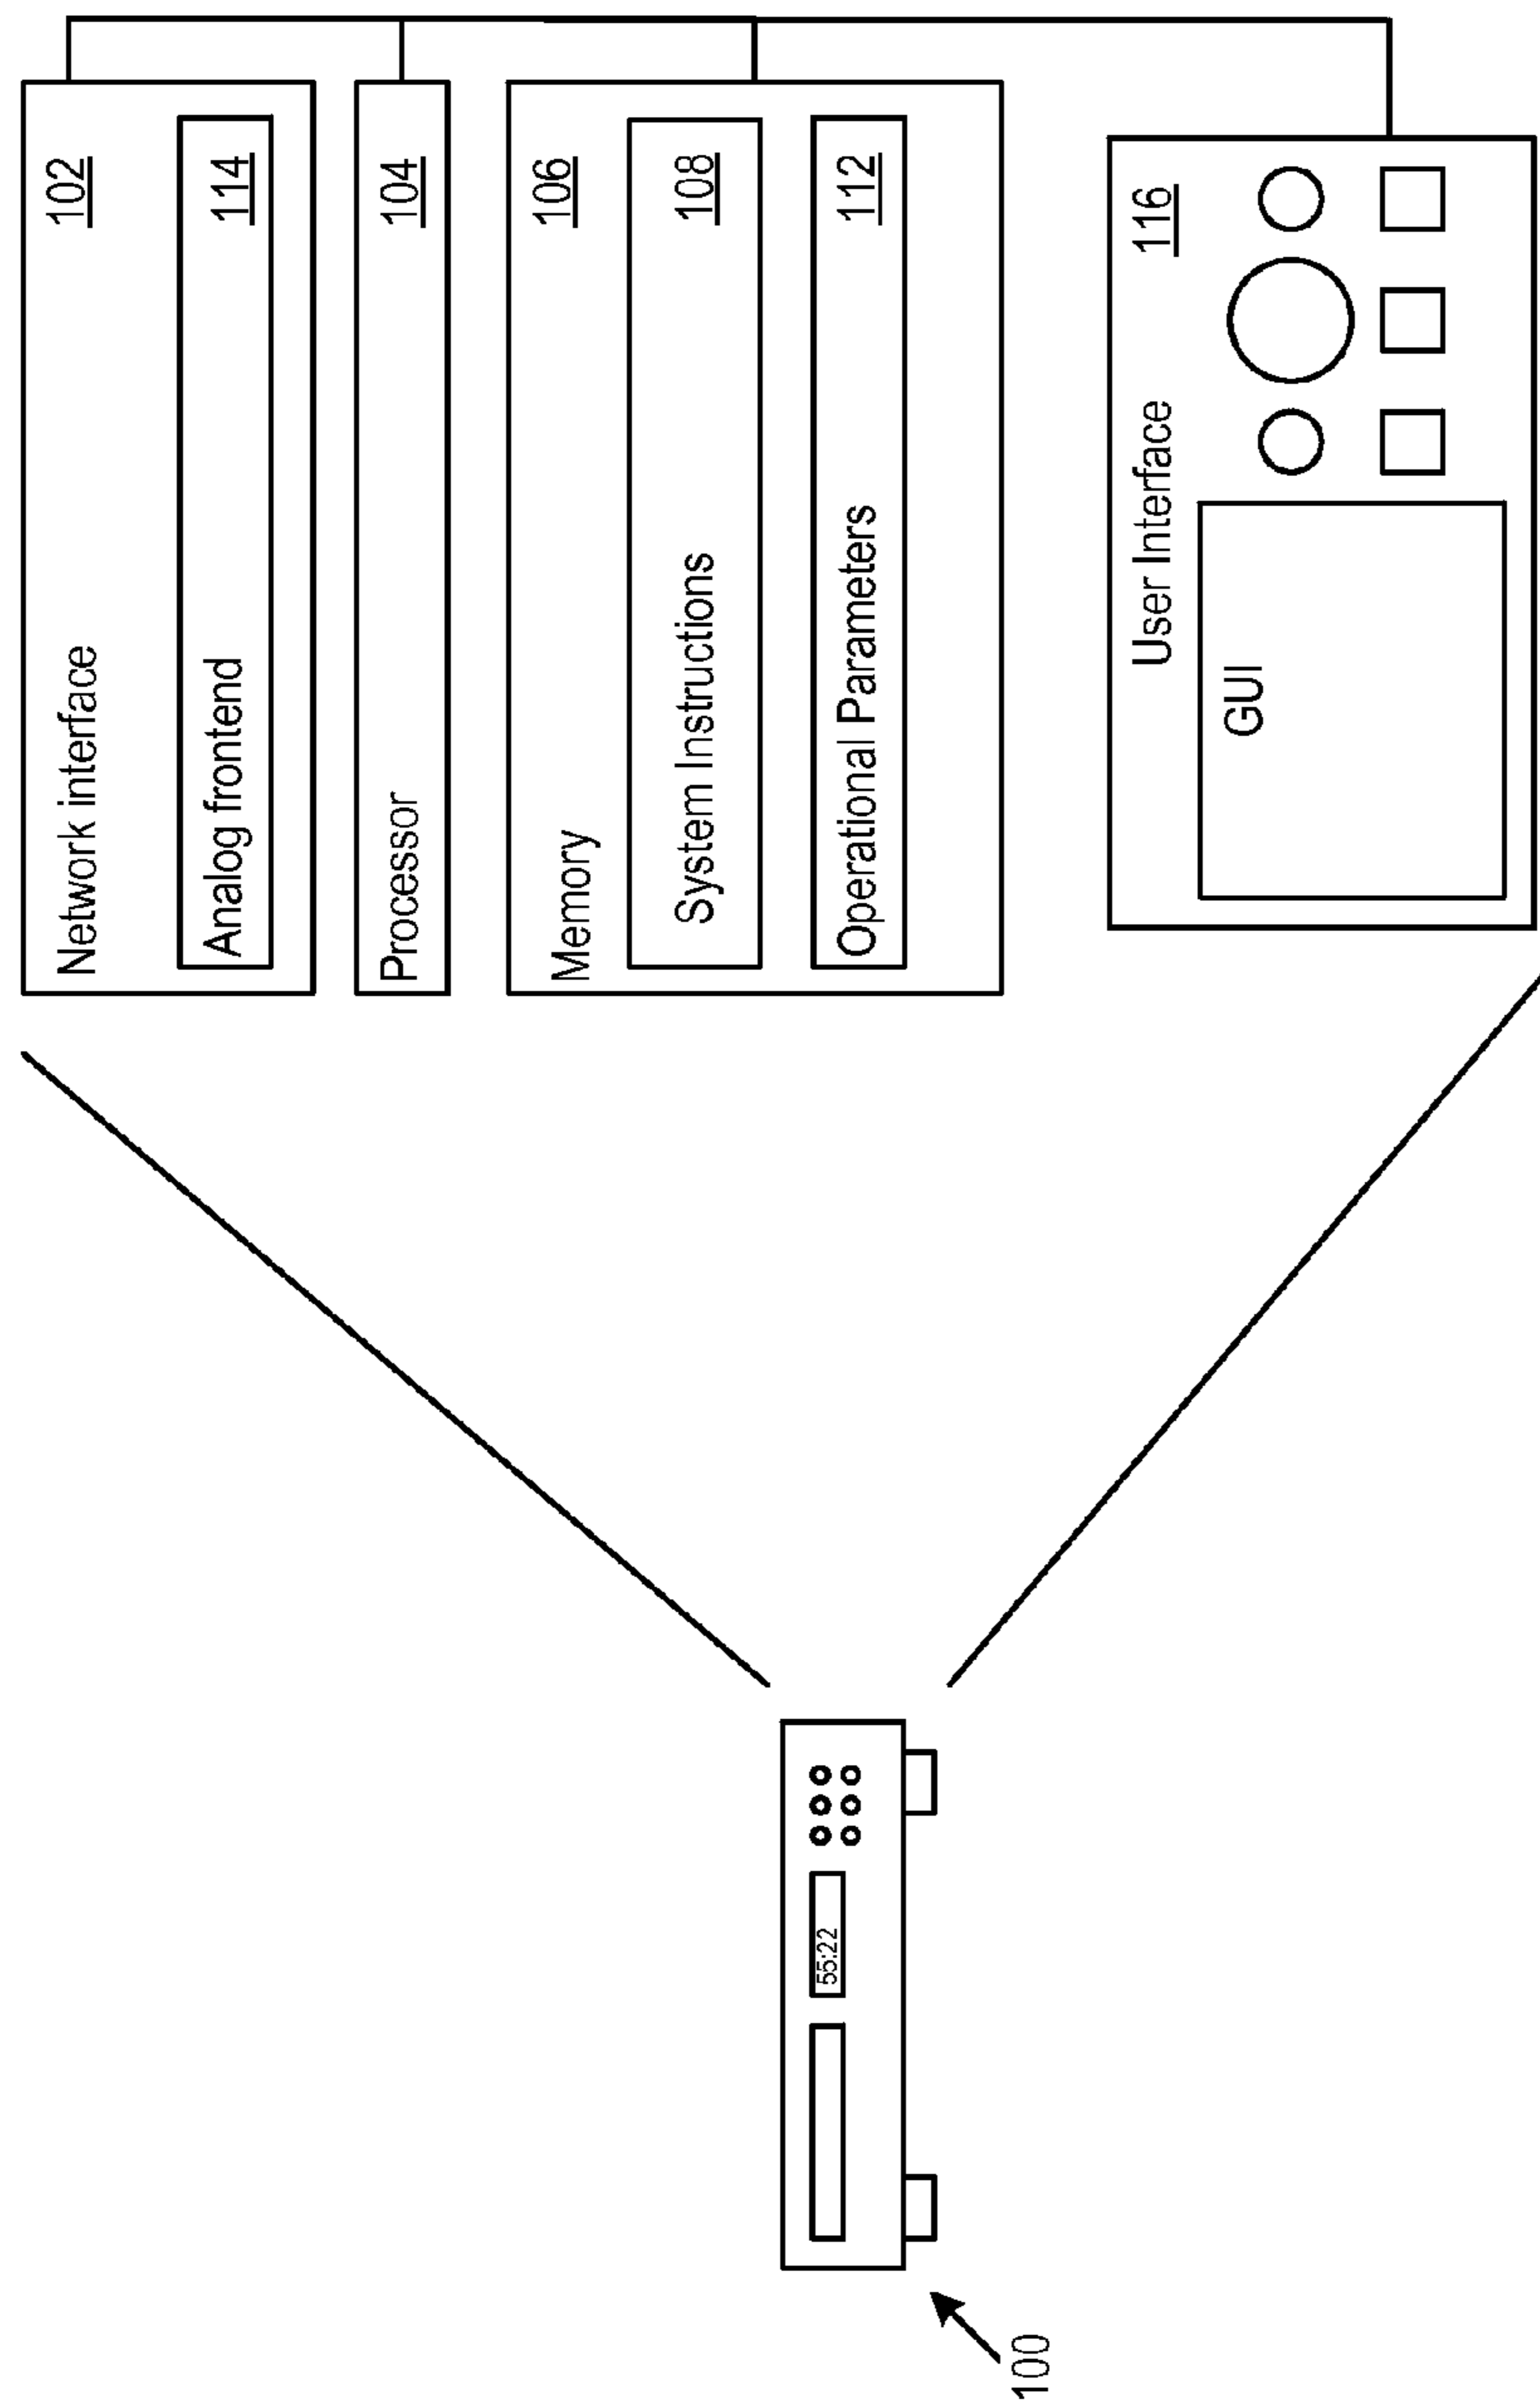 Network interface 102
Analog frontend 114
Processor 104
Memory 106
System Instructions 108
Operational Parameters 112
User Interface 116
GUI
55:22
100